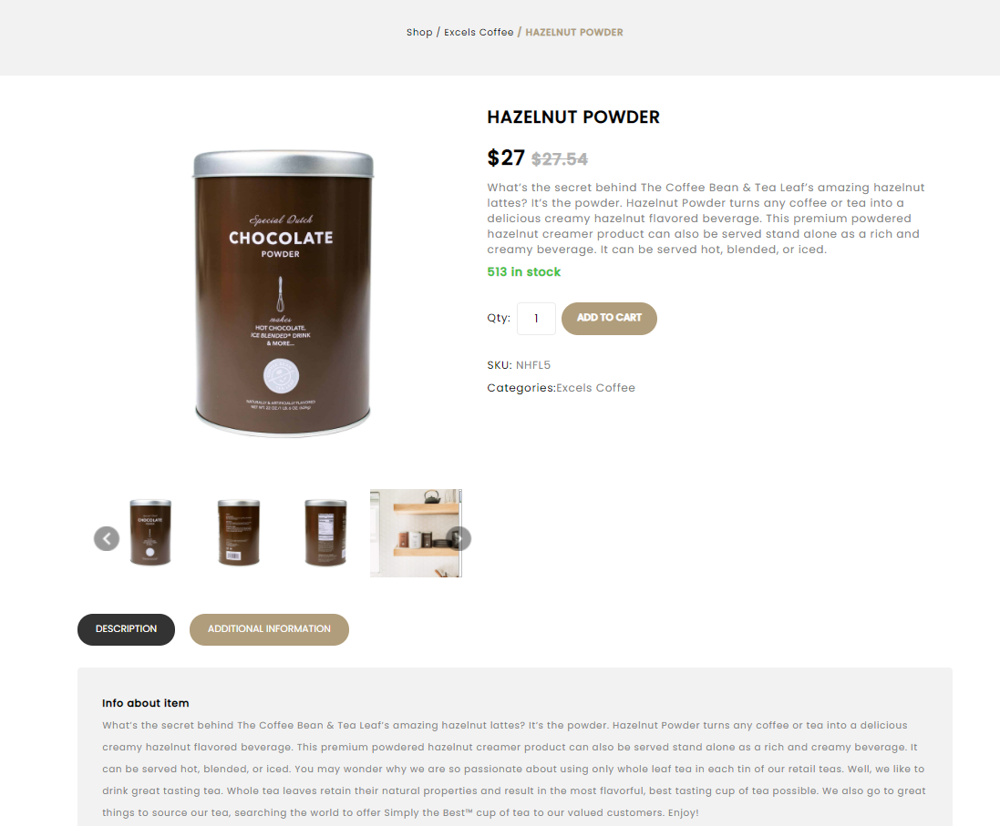 Shop / Excels Coffee / HAZELNUT POWDER
HAZELNUT POWDER
$27 $27.54
What's the secret behind The Coffee Bean & Tea Leaf's amazing hazelnut
lattes? It's the powder. Hazelnut Powder turns any coffee or tea into a
delicious creamy hazelnut flavored beverage. This premium powdered
hazelnut creamer product can also be served stand alone as a rich and
creamy beverage. It can be served hot, blended, or iced.
513 in stock
Qty: 1 ADD TO CART
SKU: NHFL5
Categories:Excels Coffee
Special Dutch
CHOCOLATE
POWDER
makes
HOT CHOCOLATE,
ICE BLENDED® DRINK
& MORE...
NATURALLY & ARTIFICIALLY FLAVORED
NET WT. 22 OZ
CHOCOLATE
DESCRIPTION
ADDITIONAL INFORMATION
Info about item
What's the secret behind The Coffee Bean & Tea Leaf's amazing hazelnut lattes? It's the powder. Hazelnut Powder turns any coffee or tea into a delicious
creamy hazelnut flavored beverage. This premium powdered hazelnut creamer product can also be served stand alone as a rich and creamy beverage. It
can be served hot, blended, or iced. You may wonder why we are so passionate about using only whole leaf tea in each tin of our retail teas. Well, we like to
drink great tasting tea. Whole tea leaves retain their natural properties and result in the most flavorful, best tasting cup of tea possible. We also go to great
things to source our tea, searching the world to offer Simply the Best™ cup of tea to our valued customers. Enjoy!